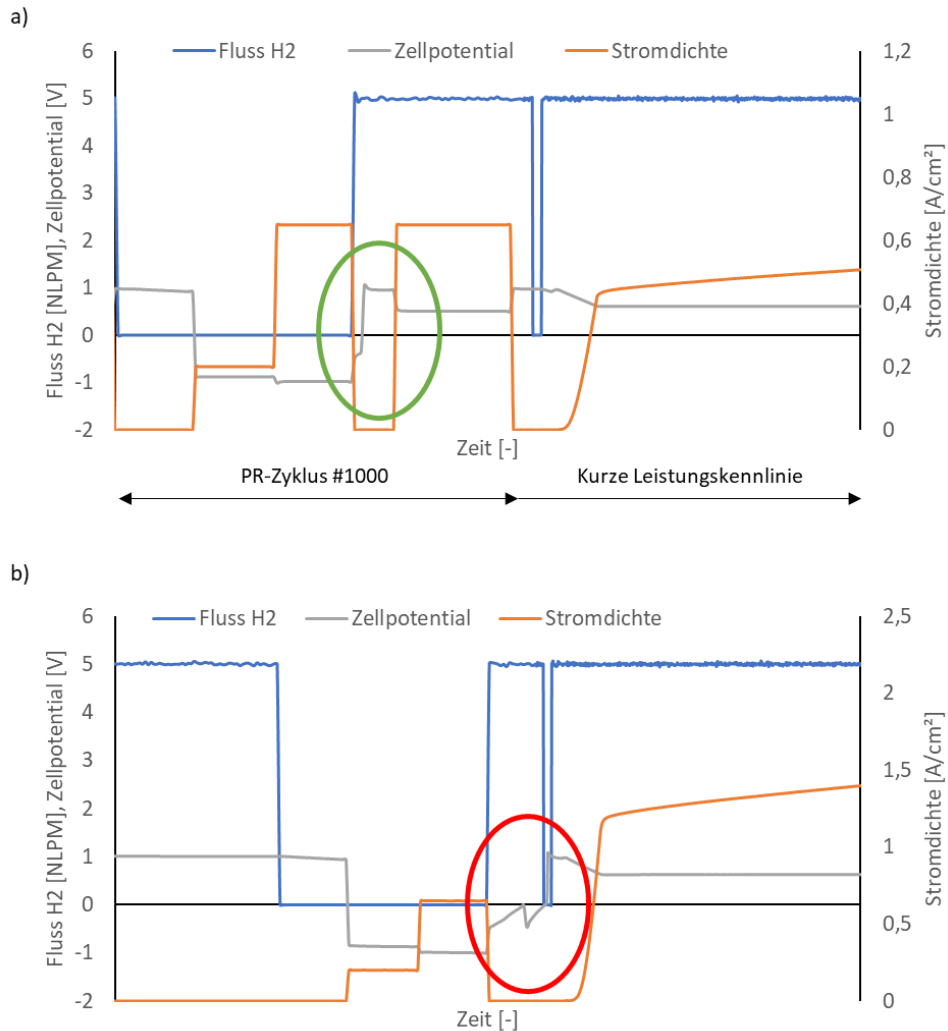 a)
Fluss H2 Zellpotential Stromdichte
6 1,2
5 1
4 0,8
3
2 0,6
1 0,4
0
-1 0,2
-2 0
Fluss H2 [NLPM], Zellpotential [V]
Stromdichte [A/cm²]
Zeit [-]
PR-Zyklus #1000 Kurze Leistungskennlinie
b)
Fluss H2 Zellpotential Stromdichte
6 2,5
5
4 2
3 1,5
2
1 1
0 0,5
-1
-2 0
Fluss H2 [NLPM], Zellpotential [V]
Stromdichte [A/cm²]
Zeit [-]